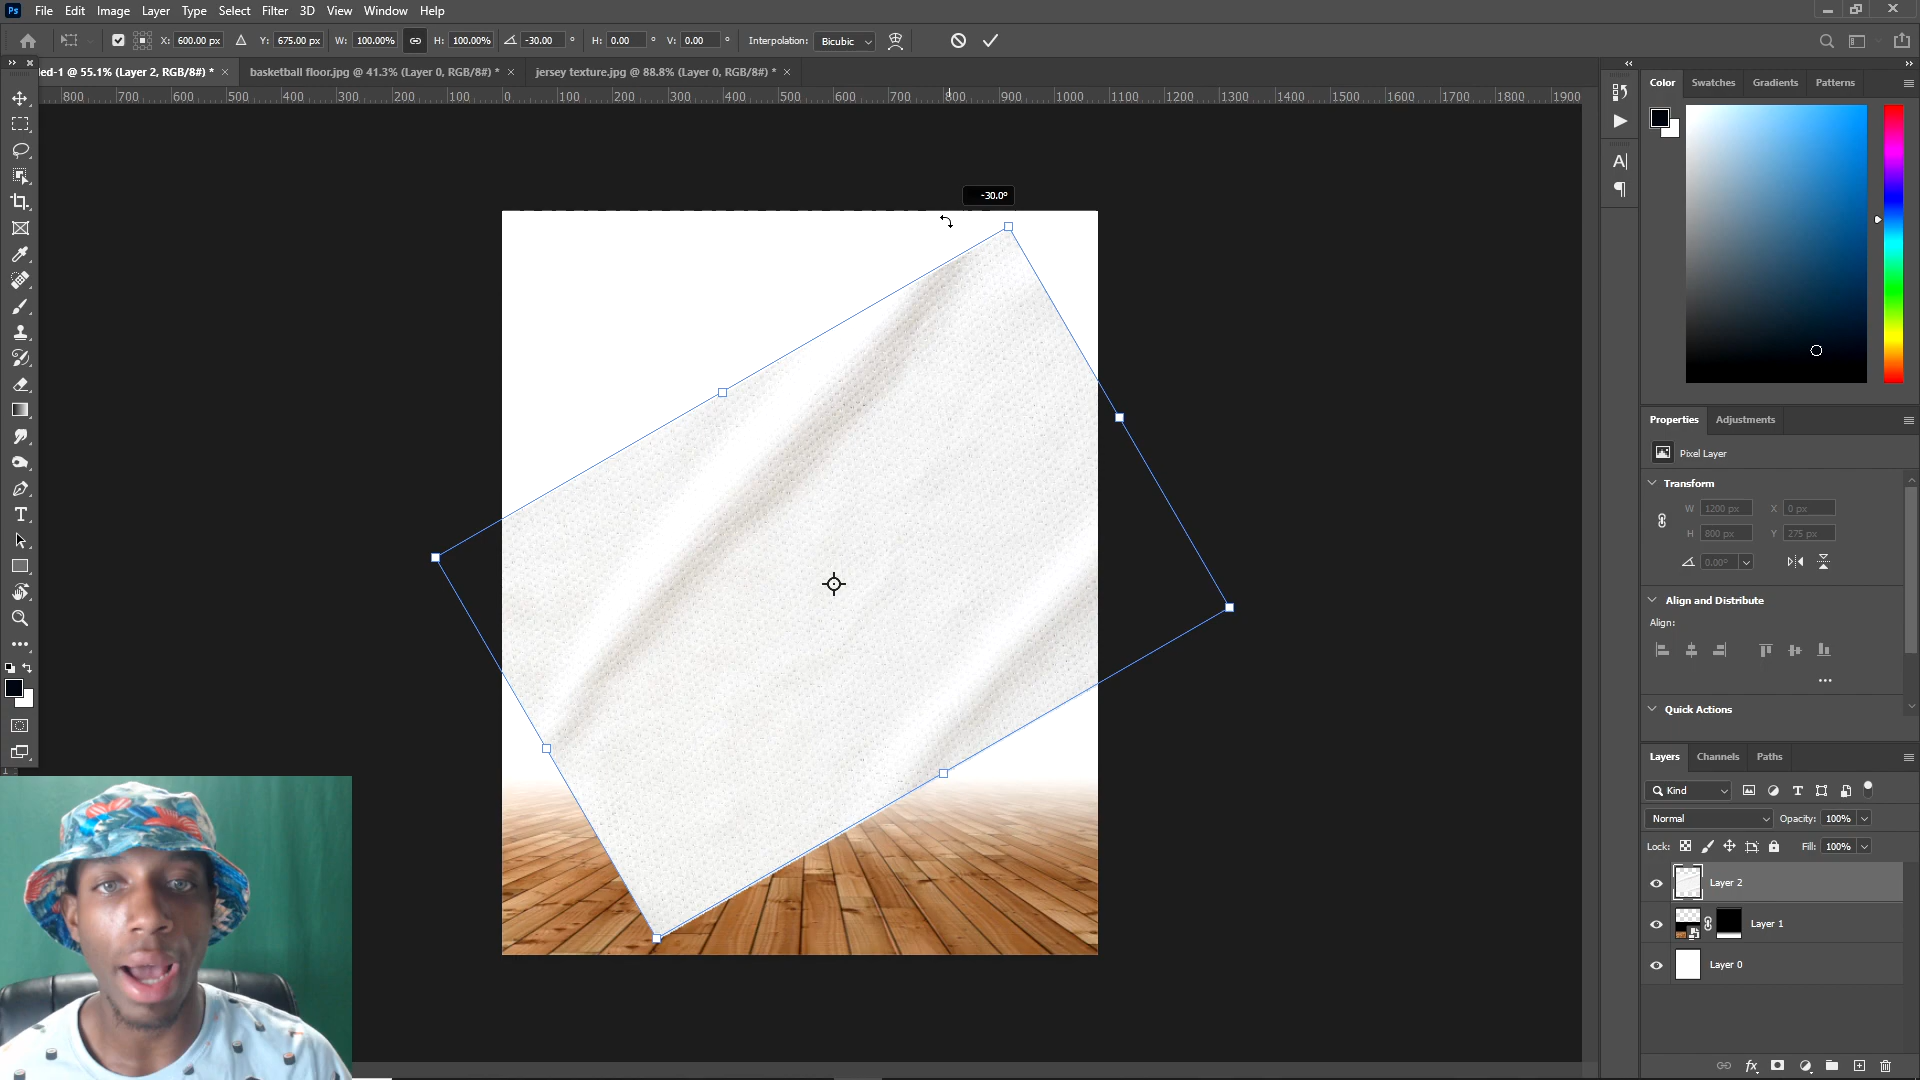 Ps File Edit Image Layer Type Select Filter 3D View Window Help
X: 600.00 px Y: 675.00 px W: 100.00% H: 100.00% -30.00 ° H: 0.00 ° V: 0.00 ° Interpolation: Bicubic
led-1 @ 55.1% (Layer 2, RGB/8#) * × basketball floor.jpg @ 41.3% (Layer 0, RGB/8#) * × jersey texture.jpg @ 88.8% (Layer 0, RGB/8#) * ×
800 700 600 500 400 300 200 100 0 100 200 300 400 500 600 700 800 900 1000 1100 1200 1300 1400 1500 1600 1700 1800 1900
-30.0°
Color Swatches Gradients Patterns
Properties Adjustments
Pixel Layer
Transform
W 1200 px X 0 px
H 800 px Y 275 px
0.00°
Align and Distribute
Align:
Quick Actions
Layers Channels Paths
Kind
Normal Opacity: 100%
Lock: Fill: 100%
Layer 2
Layer 1
Layer 0